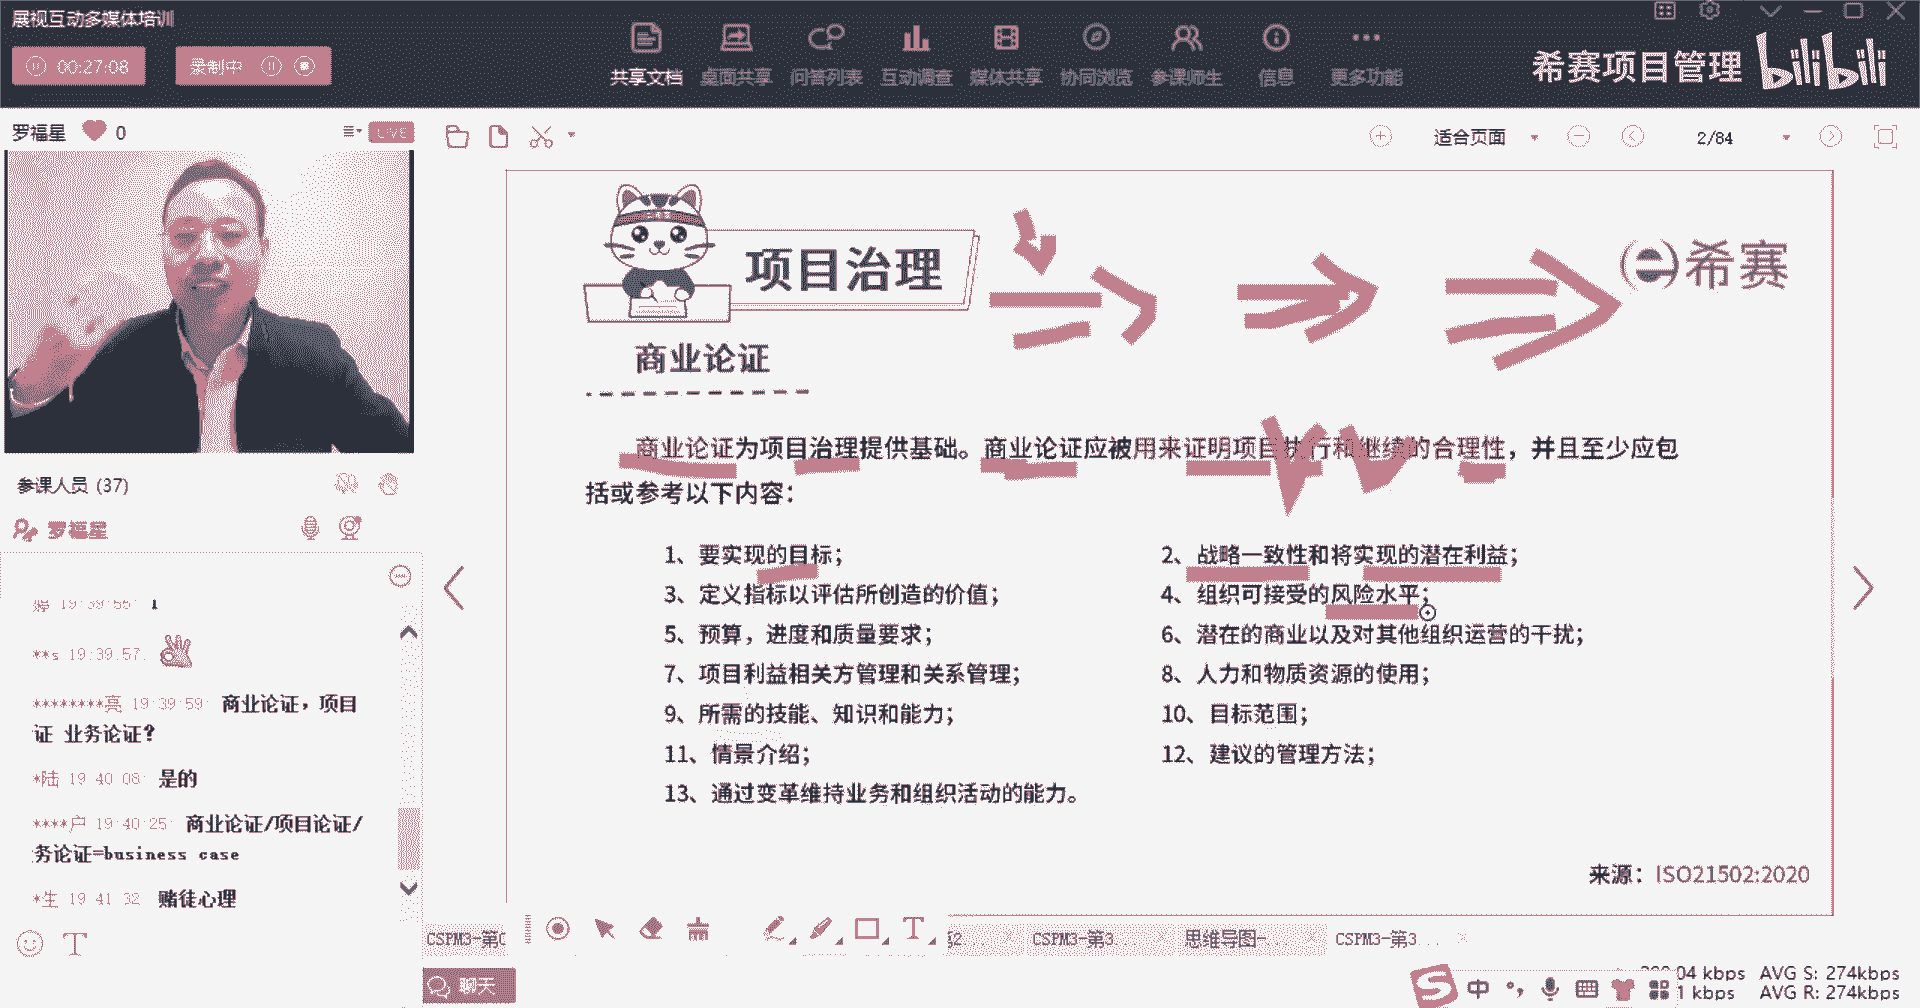 展视互动多媒体培训
00:27:08
录制中
共享文档
桌面共享
问答列表
互动调查
媒体共享
协同浏览
参课师生
信息
更多功能
希赛项目管理
bilibili
罗福星
0
LIVE
适合页面
2/84
项目治理
希赛
商业论证
商业论证为项目治理提供基础。商业论证应被用来证明项目执行和继续的合理性，并且至少应包
括或参考以下内容：
1、要实现的目标；
2、战略一致性和将实现的潜在利益；
3、定义指标以评估所创造的价值；
4、组织可接受的风险水平；
5、预算，进度和质量要求；
6、潜在的商业以及对其他组织运营的干扰；
7、项目利益相关方管理和关系管理；
8、人力和物质资源的使用；
9、所需的技能、知识和能力；
10、目标范围；
11、情景介绍；
12、建议的管理方法；
13、通过变革维持业务和组织活动的能力。
来源：ISO21502:2020
参课人员 (37)
罗福星
婷 19:39:55: 1
**s 19:39:57:
********亮 19:39:59: 商业论证，项目
证 业务论证？
*陆 19:40:08: 是的
****户 19:40:25: 商业论证/项目论证/
务论证=business case
*生 19:41:32 赌徒心理
T
T
CSPM3-第
2...
CSPM3-第3...
思维导图-...
CSPM3-第3...
聊天
S
中
04 kbps AVG S: 274kbps
1 kbps AVG R: 274kbps